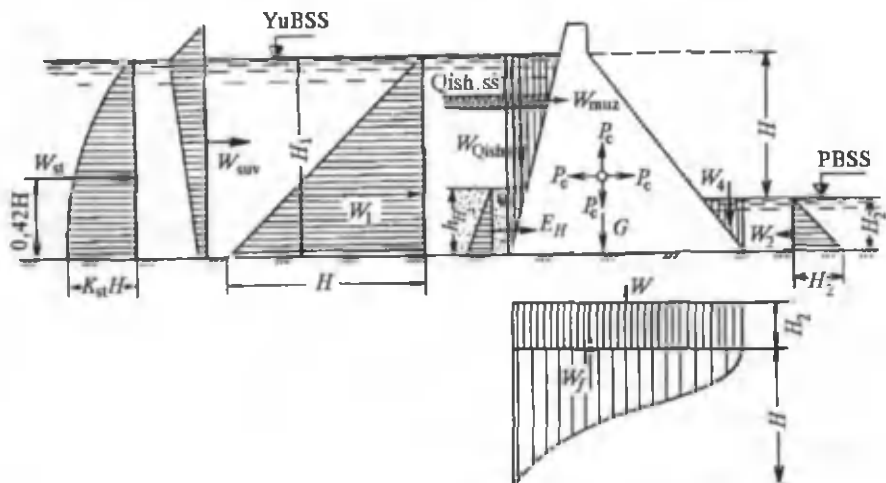 YuBSS
Qish.ss
W_muz
W_st
W_suv
H_1
W_Qish
P_c
H
P_c
P_c
W_4
PBSS
0,42H
W_1
E_H
P_c
G
W_2
H_2
K_st H
H
H_2
W
H_2
W_f
H